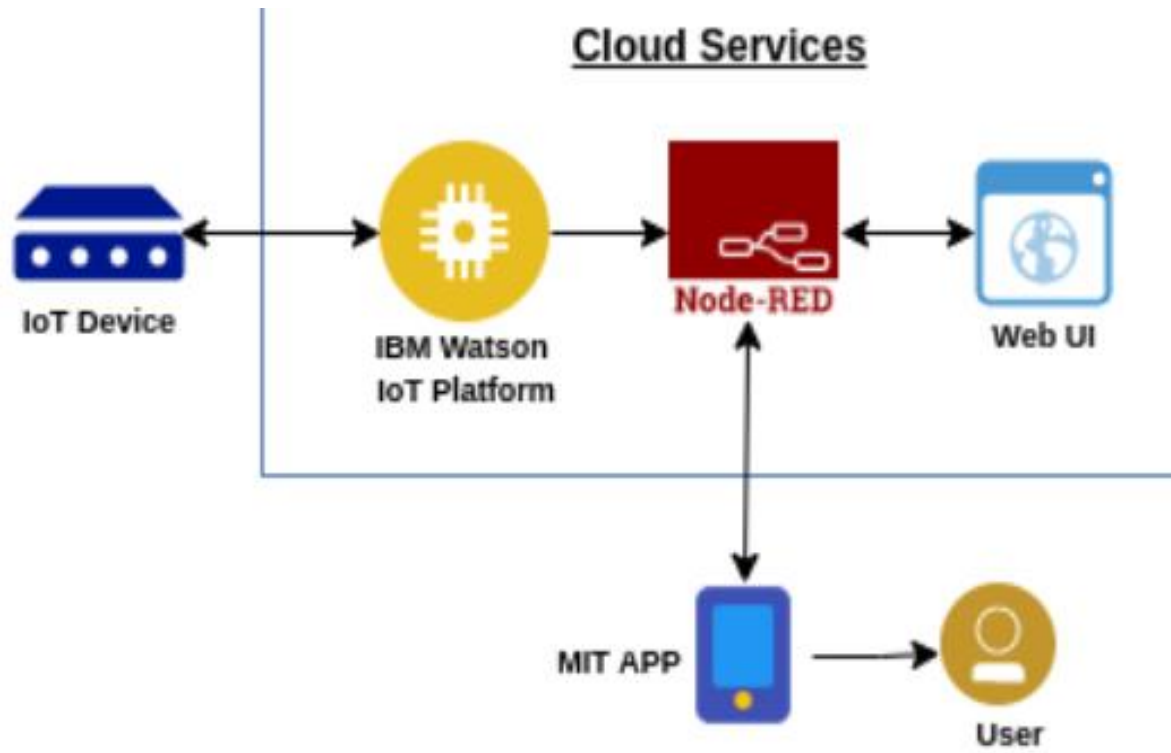 Cloud Services
IoT Device
IBM Watson
IoT Platform
Node-RED
Web UI
MIT APP
User